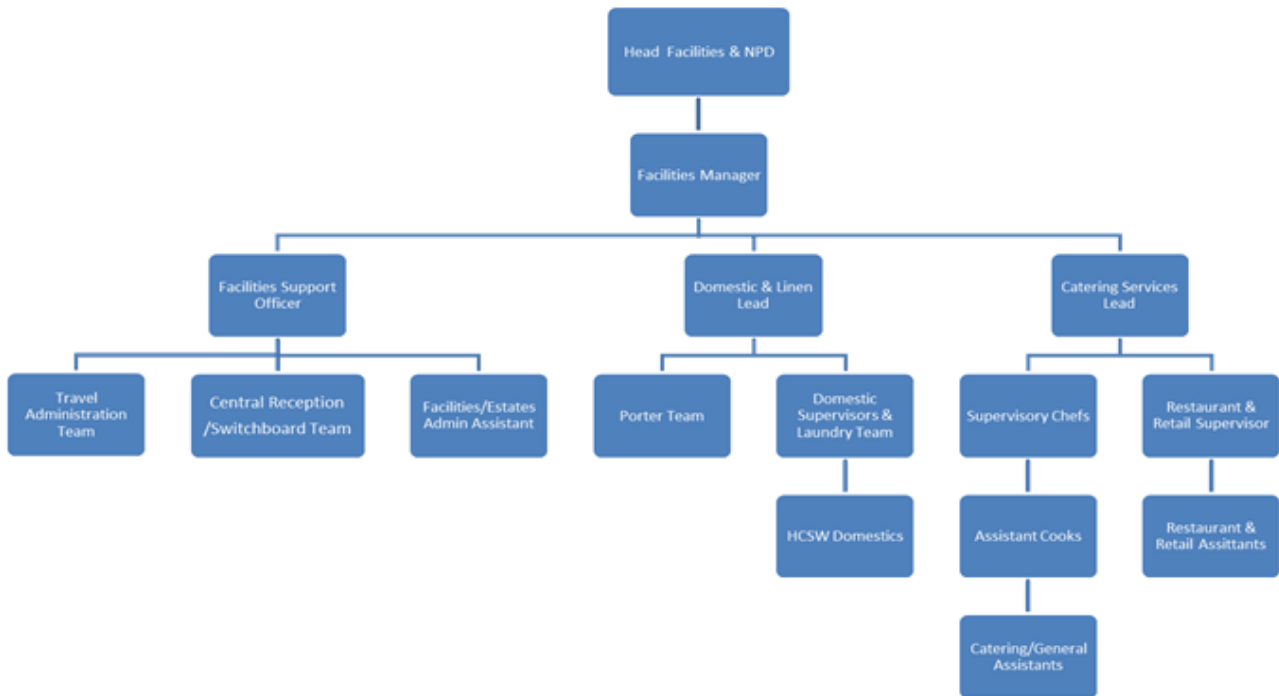 Head Facilities & NPD
Facilities Manager
Facilities Support
Officer
Domestic & Linen
Lead
Catering Services
Lead
Travel
Administration
Team
Central Reception
/Switchboard Team
Facilities/Estates
Admin Assistant
Porter Team
Domestic
Supervisors &
Laundry Team
Supervisory Chefs
Restaurant &
Retail Supervisor
HCSW Domestics
Assistant Cooks
Restaurant &
Retail Assittants
Catering/General
Assistants